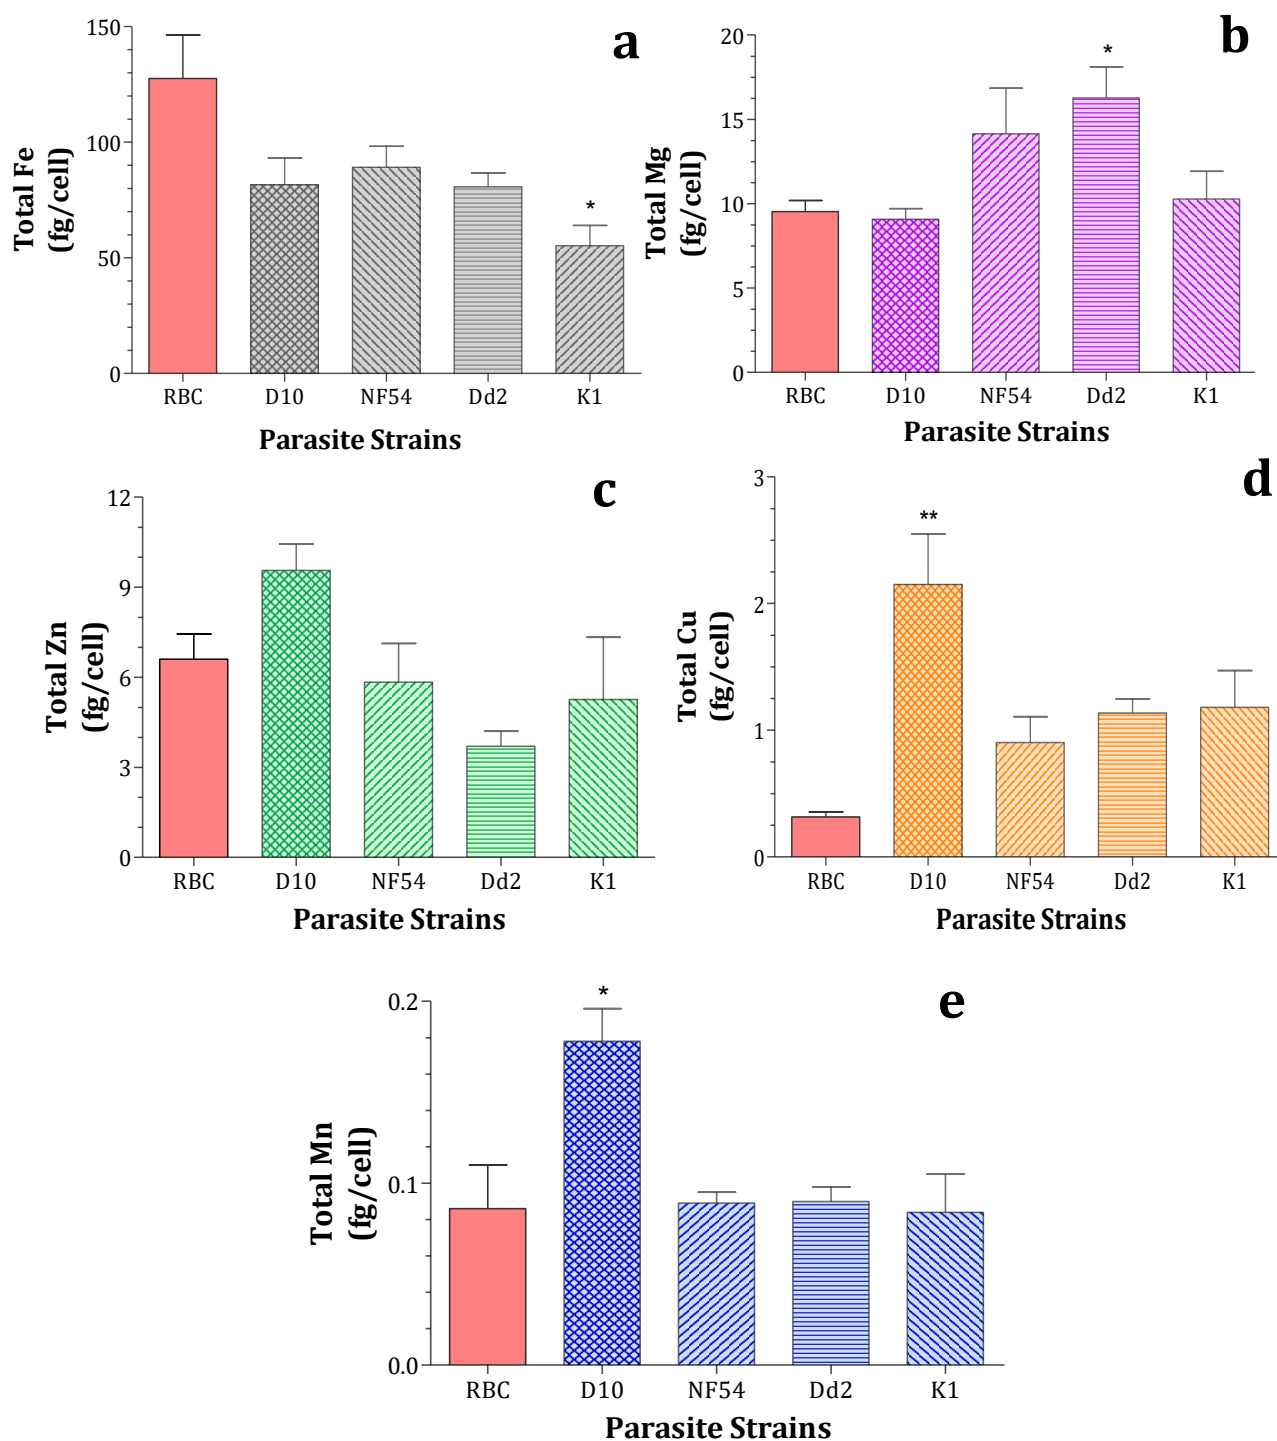 a
Total Fe
(fg/cell)
150
100
50
0
*
RBC D10 NF54 Dd2 K1
Parasite Strains
b
Total Mg
(fg/cell)
20
15
10
5
0
*
RBC D10 NF54 Dd2 K1
Parasite Strains
c
Total Zn
(fg/cell)
12
9
6
3
0
RBC D10 NF54 Dd2 K1
Parasite Strains
d
Total Cu
(fg/cell)
3
2
1
0
**
RBC D10 NF54 Dd2 K1
Parasite Strains
e
Total Mn
(fg/cell)
0.2
0.1
0.0
*
RBC D10 NF54 Dd2 K1
Parasite Strains